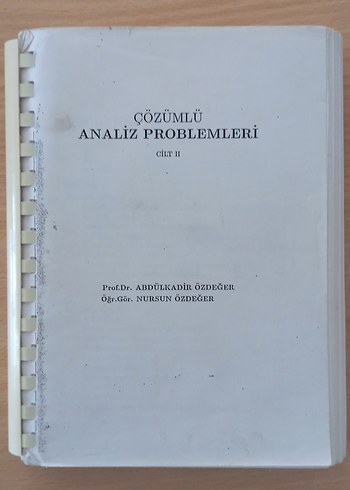 ÇÖZÜMLÜ
ANALİZ PROBLEMLERİ
CİLT II
Prof.Dr. ABDÜLKADİR ÖZDEĞER
Öğr.Gör. NURSUN ÖZDEĞER